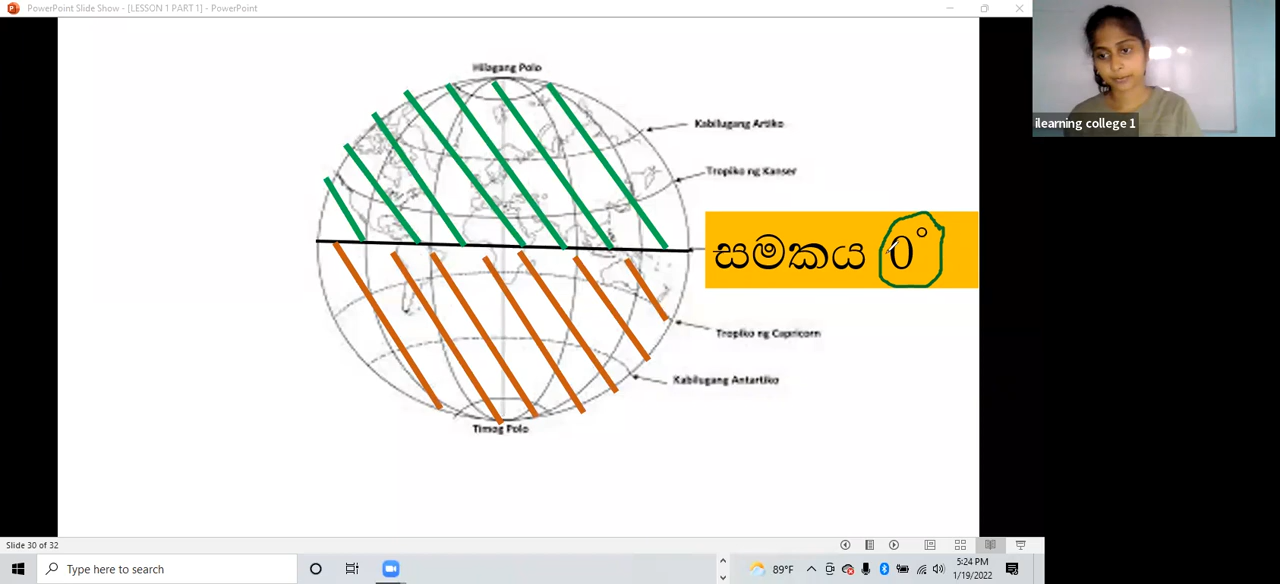 PowerPoint Slide Show - [LESSON 1 PART 1] - PowerPoint
ilearning college 1
Hilagang Polo
Kabilugang Artiko
Tropiko ng Kanser
සමකය 0°
Tropiko ng Capricorn
Kabilugang Antartiko
Timog Polo
Slide 30 of 32
Type here to search
89°F
5:24 PM
1/19/2022